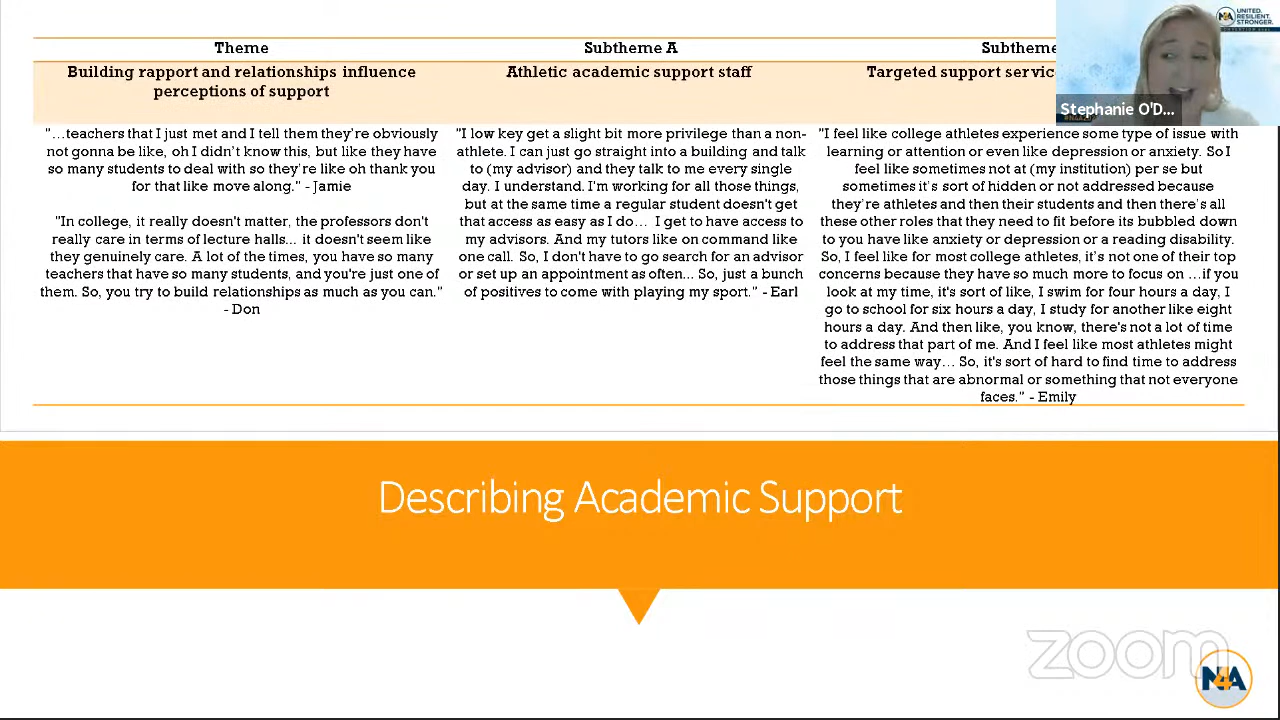 Theme
Subtheme A
Subtheme
Building rapport and relationships influence
perceptions of support
Athletic academic support staff
Targeted support servic
"...teachers that I just met and I tell them they're obviously
not gonna be like, oh I didn't know this, but like they have
so many students to deal with so they're like oh thank you
for that like move along." - Jamie
"In college, it really doesn't matter, the professors don't
really care in terms of lecture halls... it doesn't seem like
they genuinely care. A lot of the times, you have so many
teachers that have so many students, and you're just one of
them. So, you try to build relationships as much as you can."
- Don
"I low key get a slight bit more privilege than a non-
athlete. I can just go straight into a building and talk
to (my advisor) and they talk to me every single
day. I understand. I'm working for all those things,
but at the same time a regular student doesn't get
that access as easy as I do... I get to have access to
my advisors. And my tutors like on command like
one call. So, I don't have to go search for an advisor
or set up an appointment as often... So, just a bunch
of positives to come with playing my sport." - Earl
"I feel like college athletes experience some type of issue with
learning or attention or even like depression or anxiety. So I
feel like sometimes not at (my institution) per se but
sometimes it's sort of hidden or not addressed because
they're athletes and then their students and then there's all
these other roles that they need to fit before its bubbled down
to you have like anxiety or depression or a reading disability.
So, I feel like for most college athletes, it's not one of their top
concerns because they have so much more to focus on ...if you
look at my time, it's sort of like, I swim for four hours a day, I
go to school for six hours a day, I study for another like eight
hours a day. And then like, you know, there's not a lot of time
to address that part of me. And I feel like most athletes might
feel the same way... So, it's sort of hard to find time to address
those things that are abnormal or something that not everyone
faces." - Emily
N4A
UNITED.
RESILIENT.
STRONGER.
Stephanie O'D...
Describing Academic Support
zoom
N4A